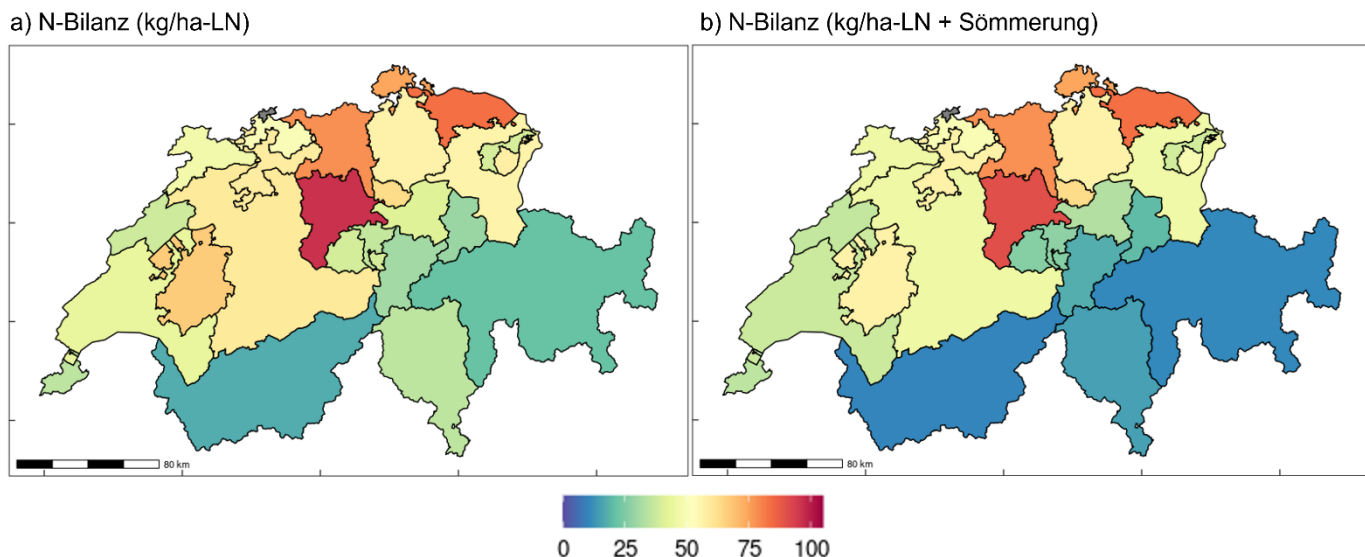 a) N-Bilanz (kg/ha-LN)
b) N-Bilanz (kg/ha-LN + Sömmerung)
80 km
80 km
0 25 50 75 100